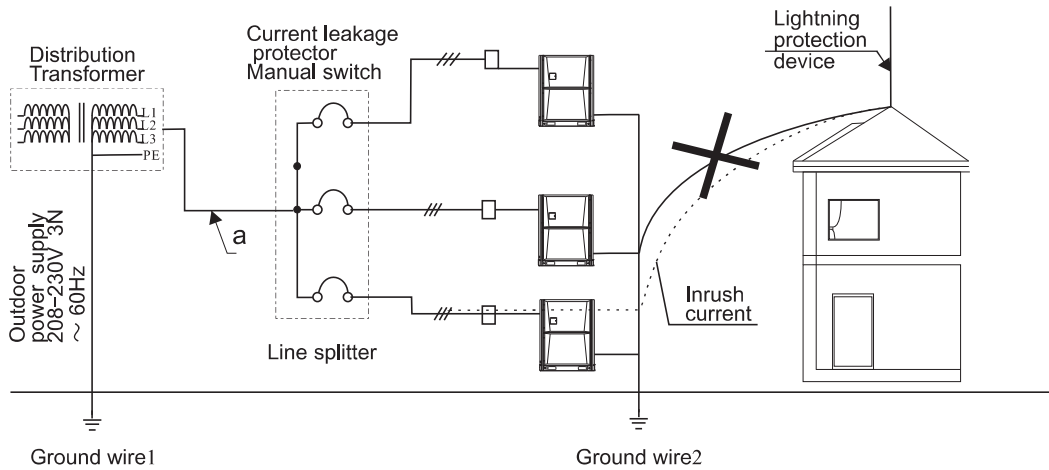 Distribution
Transformer
L1
L2
L3
PE
Outdoor
power supply
208–230V 3N
~ 60Hz
a
Current leakage
protector
Manual switch
Line splitter
Lightning
protection
device
Inrush
current
Ground wire1
Ground wire2